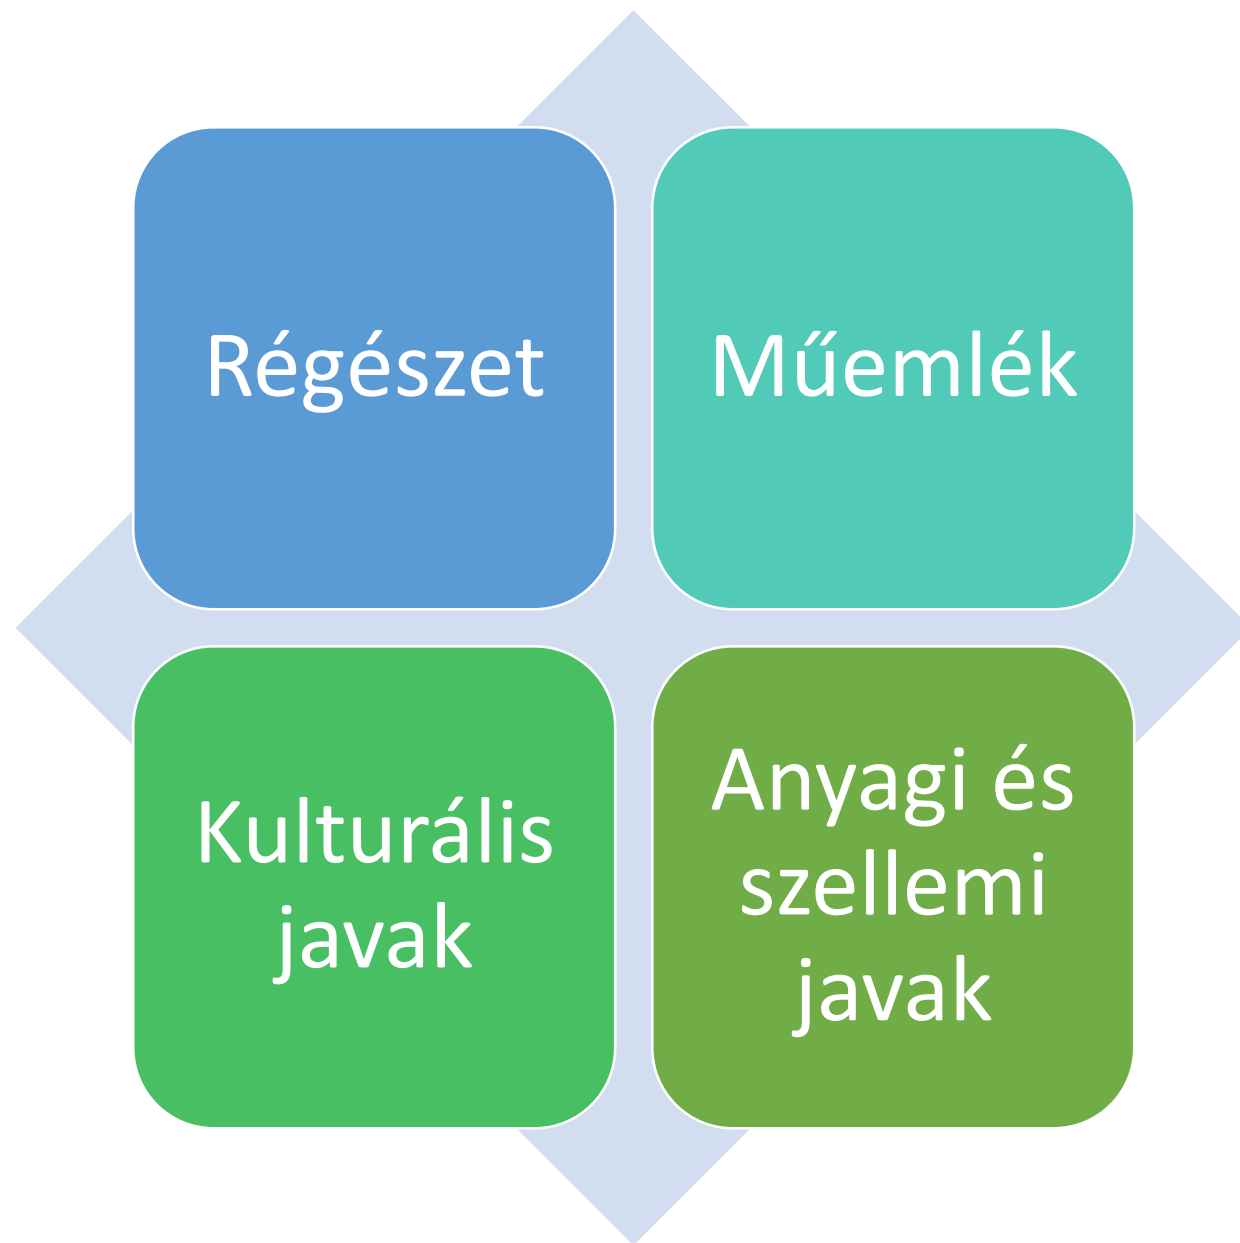 Régészet
Műemlék
Kulturális
javak
Anyagi és
szellemi
javak